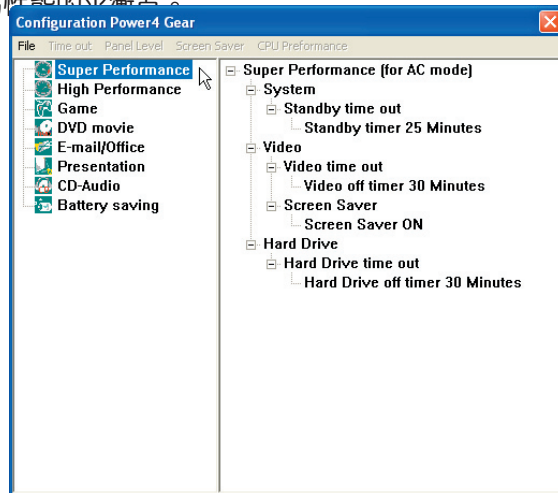 Configuration Power4 Gear
File Time out Panel Level Screen Saver CPU Preformance
Super Performance
High Performance
Game
DVD movie
E-mail/Office
Presentation
CD-Audio
Battery saving
Super Performance (for AC mode)
System
Standby time out
Standby timer 25 Minutes
Video
Video time out
Video off timer 30 Minutes
Screen Saver
Screen Saver ON
Hard Drive
Hard Drive time out
Hard Drive off timer 30 Minutes